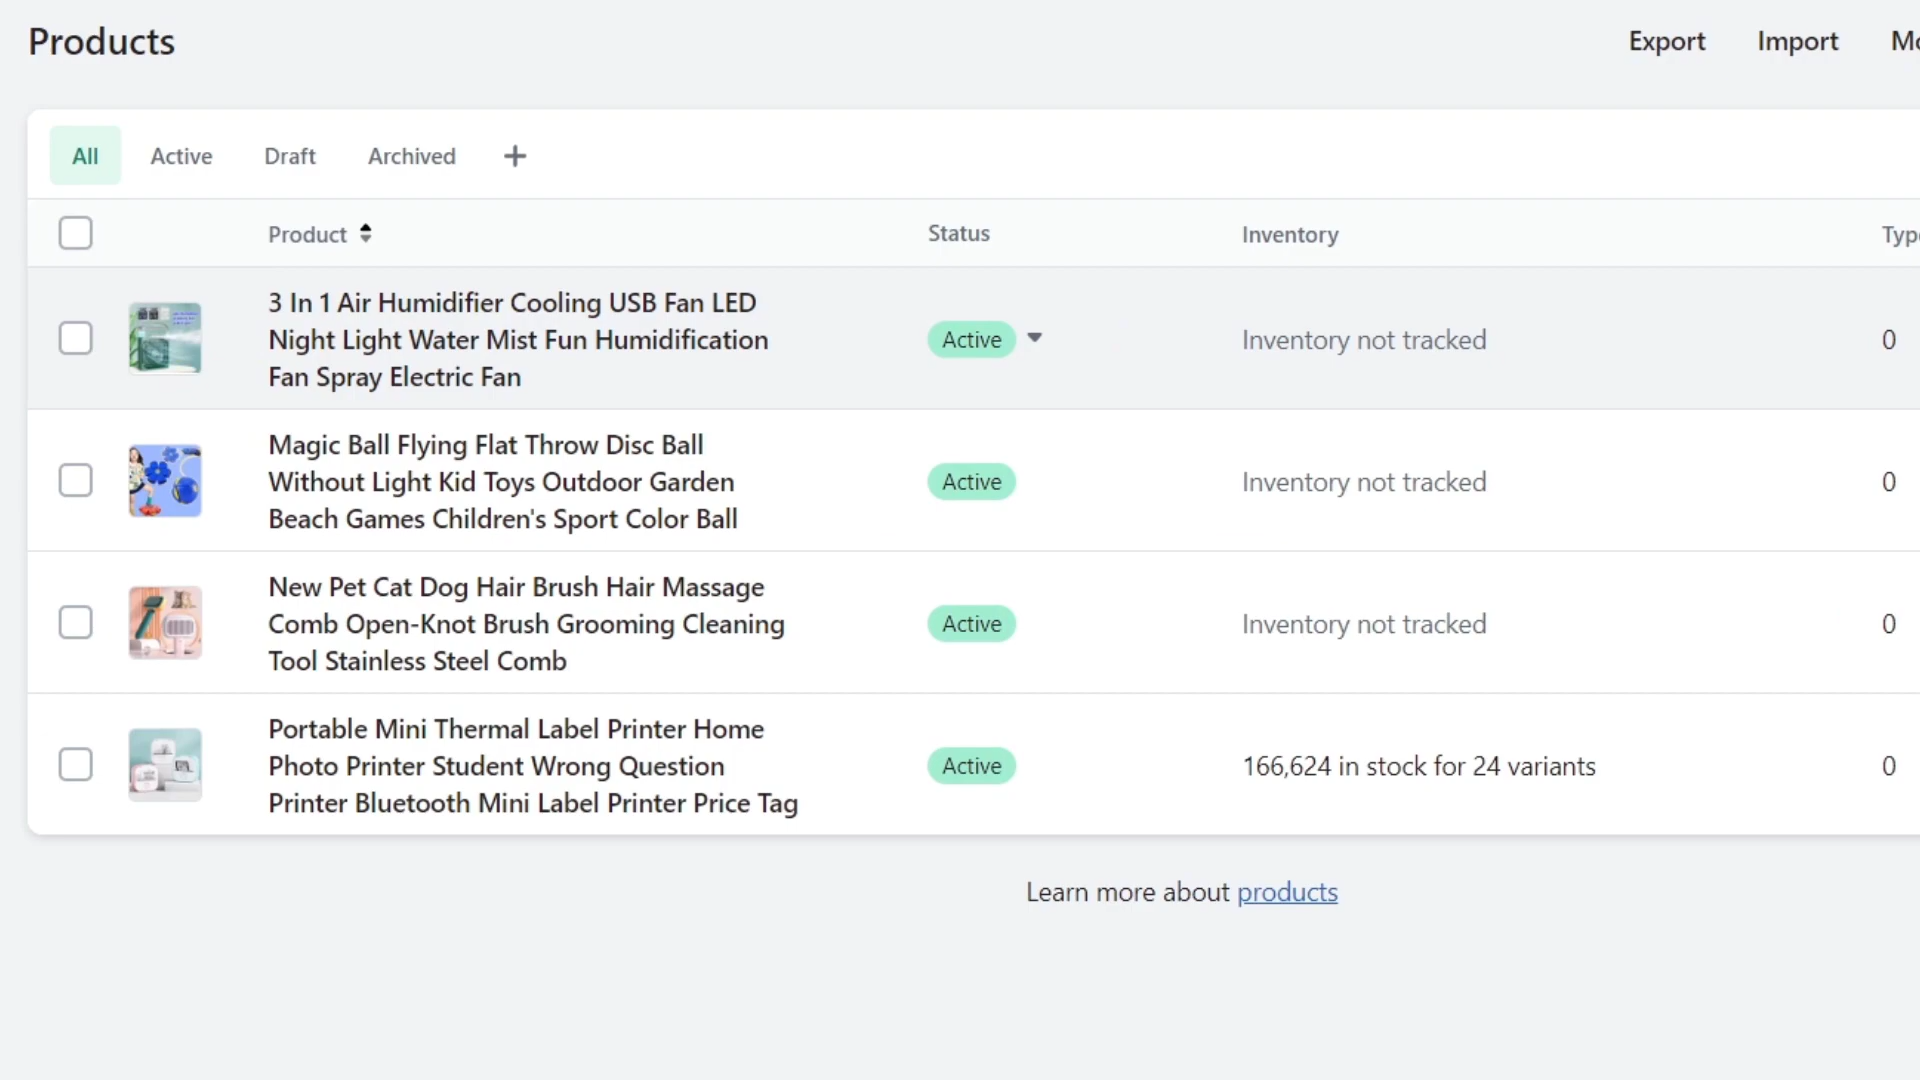 Products
Export Import
All Active Draft Archived +
Product Status Inventory
3 In 1 Air Humidifier Cooling USB Fan LED
Night Light Water Mist Fun Humidification
Fan Spray Electric Fan
Active
Inventory not tracked
0
Magic Ball Flying Flat Throw Disc Ball
Without Light Kid Toys Outdoor Garden
Beach Games Children's Sport Color Ball
Active
Inventory not tracked
0
New Pet Cat Dog Hair Brush Hair Massage
Comb Open-Knot Brush Grooming Cleaning
Tool Stainless Steel Comb
Active
Inventory not tracked
0
Portable Mini Thermal Label Printer Home
Photo Printer Student Wrong Question
Printer Bluetooth Mini Label Printer Price Tag
Active
166,624 in stock for 24 variants
0
Learn more about products